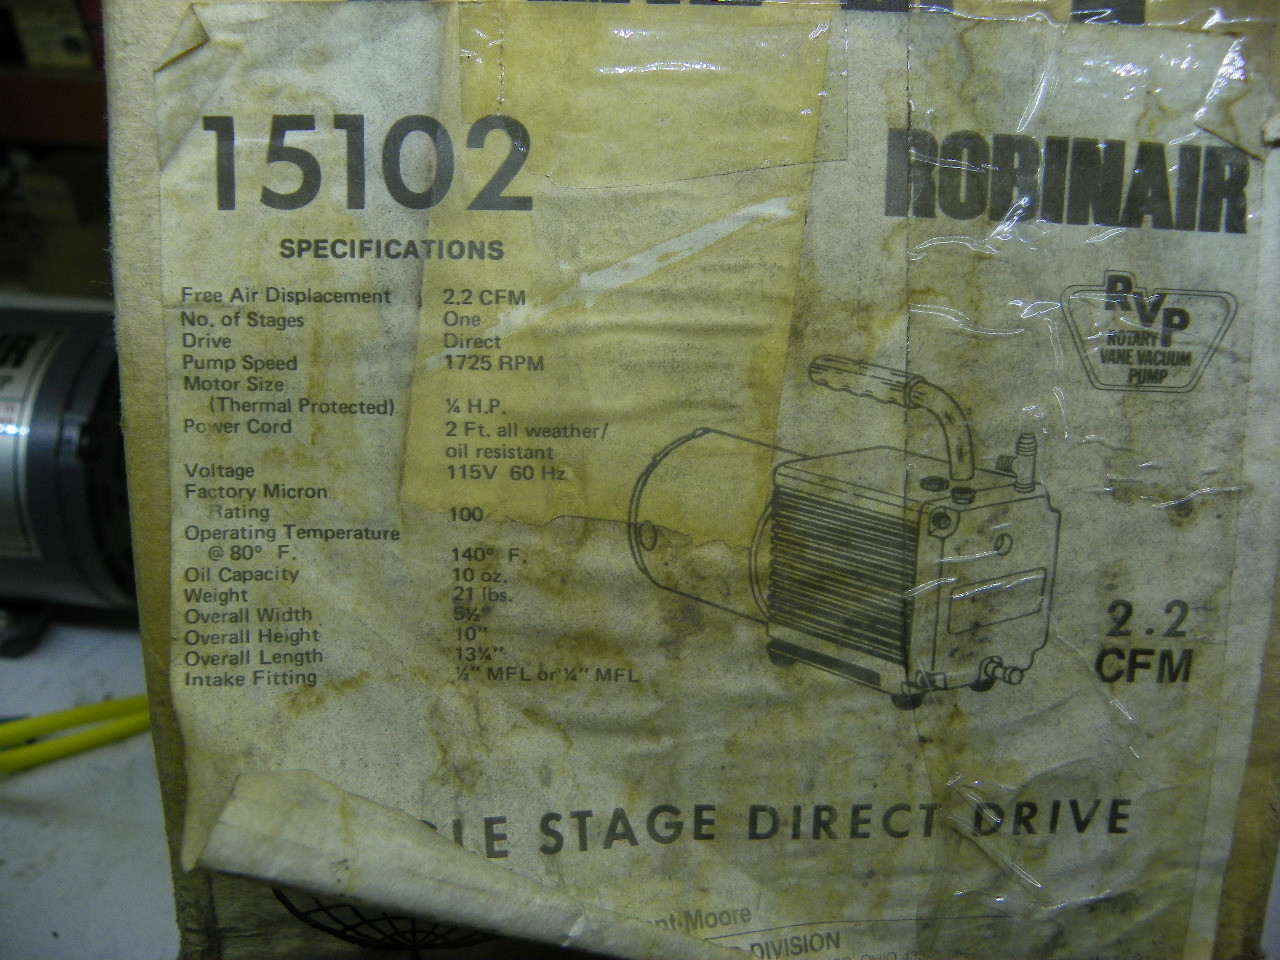 15102
ROBINAIR
SPECIFICATIONS
Free Air Displacement 2.2 CFM
No. of Stages One
Drive Direct
Pump Speed 1725 RPM
Motor Size
(Thermal Protected) ¼ H.P.
Power Cord 2 Ft. all weather/
oil resistant
Voltage 115V 60 Hz
Factory Micron
Rating 100
Operating Temperature
@ 80° F. 140° F.
Oil Capacity 10 oz.
Weight 21 lbs.
Overall Width 5½"
Overall Height 10"
Overall Length 13¼"
Intake Fitting ½" MFL or ¼" MFL
RVP
ROTARY
VANE VACUUM
PUMP
2.2
CFM
STAGE DIRECT DRIVE
Moore
DIVISION